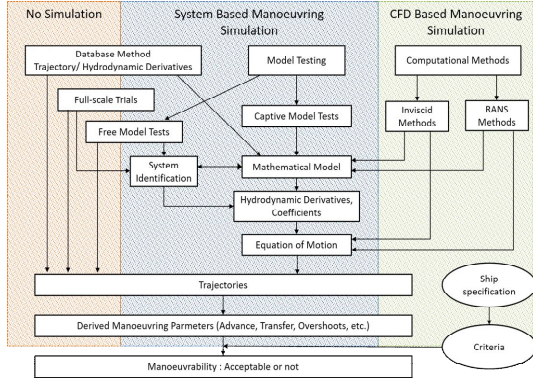 No Simulation
System Based Manoeuvring
Simulation
CFD Based Manoeuvring
Simulation
Database Method
Trajectory/ Hydrodynamic Derivatives
Model Testing
Computational Methods
Full-scale Trials
Captive Model Tests
Inviscid
Methods
RANS
Methods
Free Model Tests
System
Identification
Mathematical Model
Hydrodynamic Derivatives,
Coefficients
Equation of Motion
Trajectories
Ship
specification
Derived Manoeuvring Parmeters (Advance, Transfer, Overshoots, etc.)
Criteria
Manoeuvrability : Acceptable or not